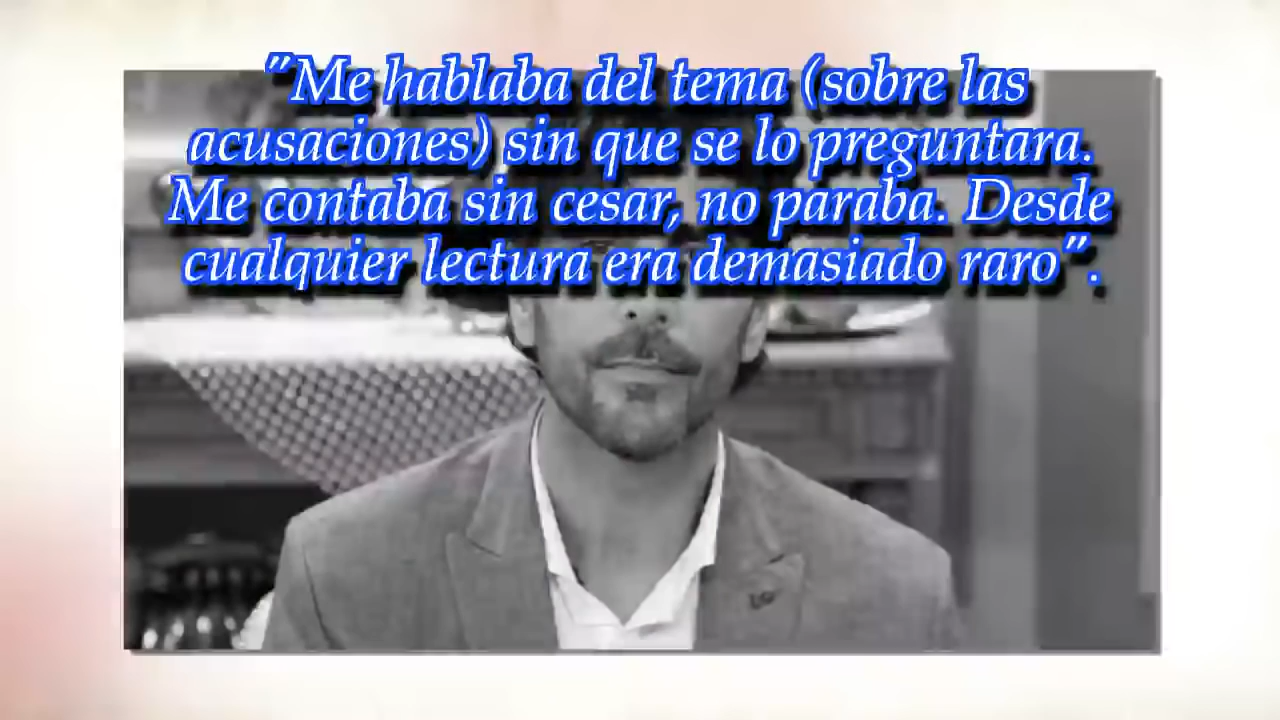 "Me hablaba del tema (sobre las
acusaciones) sin que se lo preguntara.
Me contaba sin cesar, no paraba. Desde
cualquier lectura era demasiado raro".